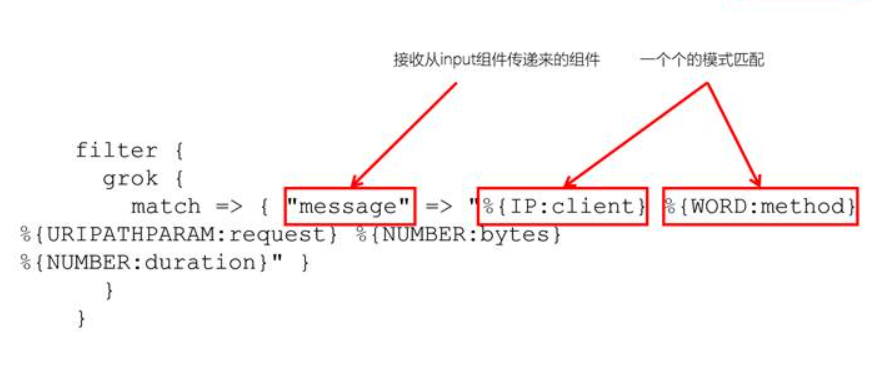 接收从input组件传递来的组件 一个个的模式匹配
filter {
grok {
match => { "message" => "%{IP:client} %{WORD:method}
%{URIPATHPARAM:request} %{NUMBER:bytes}
%{NUMBER:duration}" }
}
}